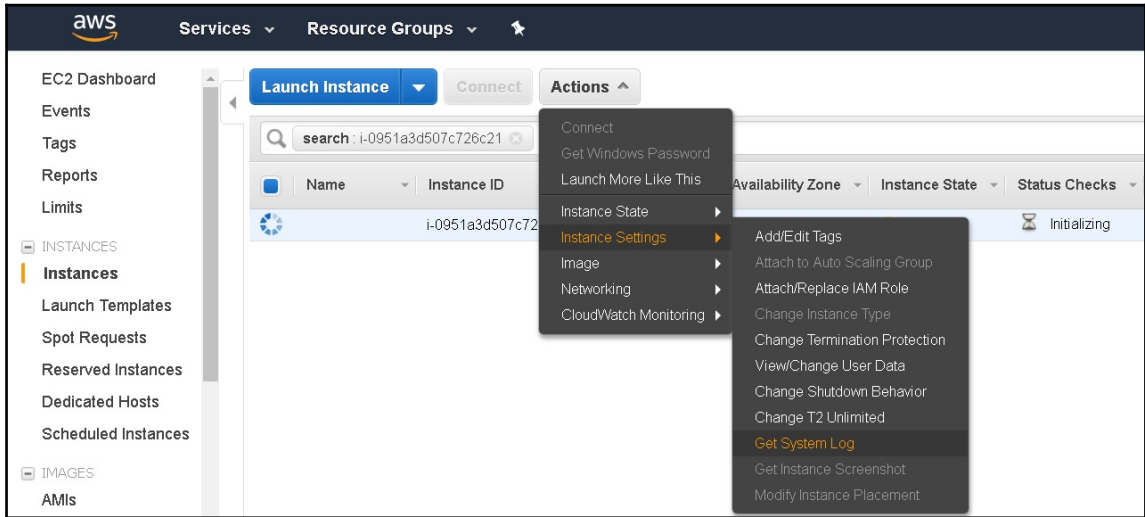 aws Services Resource Groups
EC2 Dashboard
Events
Tags
Reports
Limits
INSTANCES
Instances
Launch Templates
Spot Requests
Reserved Instances
Dedicated Hosts
Scheduled Instances
IMAGES
AMIs
Launch Instance Connect Actions
search : i-0951a3d507c726c21
Name Instance ID Availability Zone Instance State Status Checks
i-0951a3d507c72 Initializing
Connect
Get Windows Password
Launch More Like This
Instance State
Instance Settings
Image
Networking
CloudWatch Monitoring
Add/Edit Tags
Attach to Auto Scaling Group
Attach/Replace IAM Role
Change Instance Type
Change Termination Protection
View/Change User Data
Change Shutdown Behavior
Change T2 Unlimited
Get System Log
Get Instance Screenshot
Modify Instance Placement